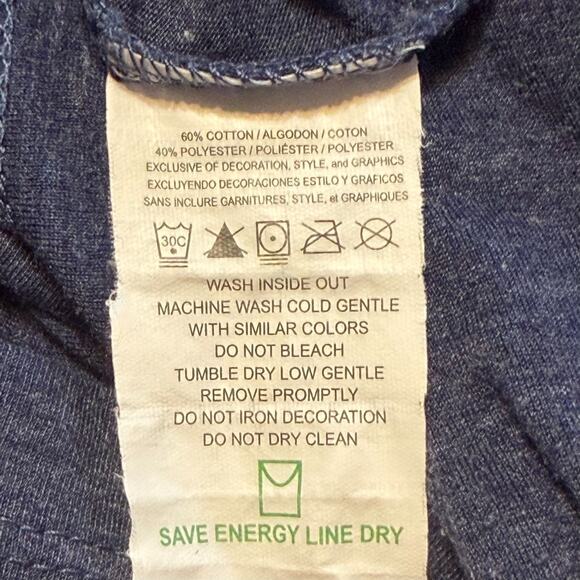 60% COTTON / ALGODON / COTON
40% POLYESTER / POLIÉSTER / POLYESTER
EXCLUSIVE OF DECORATION, STYLE, and GRAPHICS
EXCLUYENDO DECORACIONES ESTILO Y GRAFICOS
SANS INCLURE GARNITURES, STYLE, et GRAPHIQUES
30C
WASH INSIDE OUT
MACHINE WASH COLD GENTLE
WITH SIMILAR COLORS
DO NOT BLEACH
TUMBLE DRY LOW GENTLE
REMOVE PROMPTLY
DO NOT IRON DECORATION
DO NOT DRY CLEAN
SAVE ENERGY LINE DRY